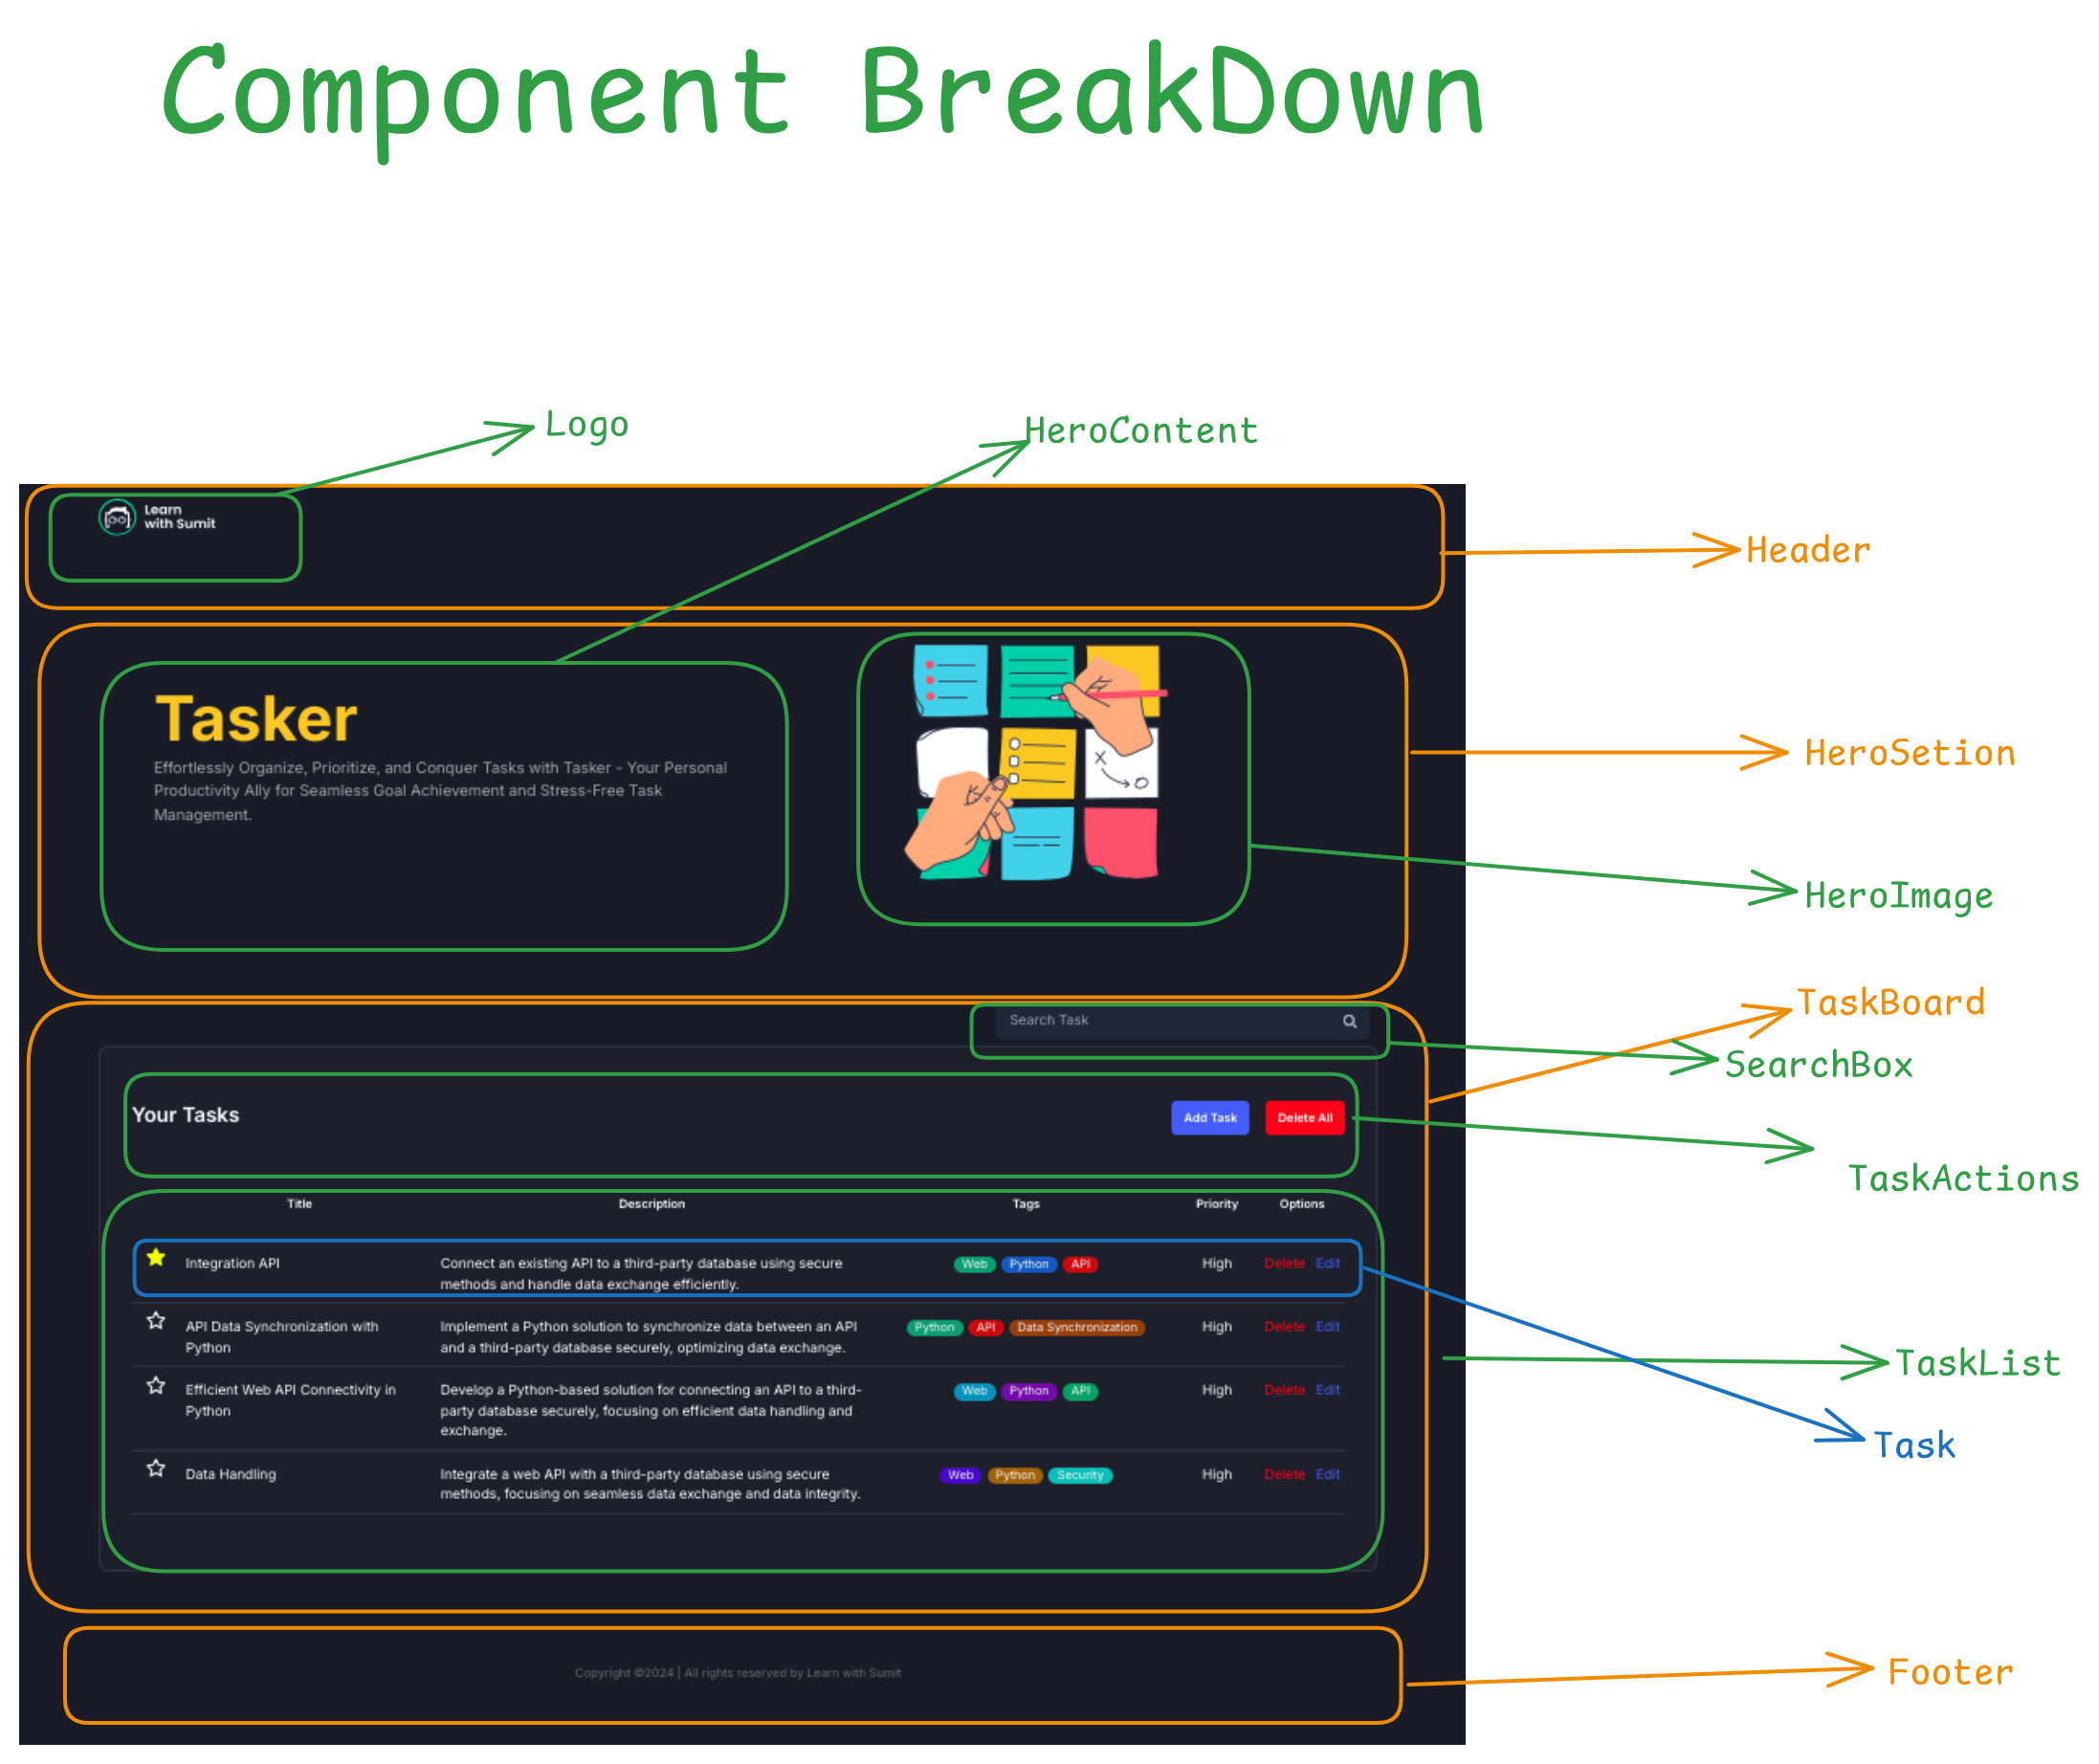 Component BreakDown
Logo
HeroContent
Learn
with Sumit
Header
Tasker
Effortlessly Organize, Prioritize, and Conquer Tasks with Tasker - Your Personal
Productivity Ally for Seamless Goal Achievement and Stress-Free Task
Management.
HeroSetion
HeroImage
TaskBoard
Search Task
SearchBox
Your Tasks
Add Task
Delete All
TaskActions
Title Description Tags Priority Options
Integration API
Connect an existing API to a third-party database using secure
methods and handle data exchange efficiently.
Web Python API
High
Delete Edit
API Data Synchronization with
Python
Implement a Python solution to synchronize data between an API
and a third-party database securely, optimizing data exchange.
Python API Data Synchronization
High
Delete Edit
TaskList
Efficient Web API Connectivity in
Python
Develop a Python-based solution for connecting an API to a third-
party database securely, focusing on efficient data handling and
exchange.
Web Python API
High
Delete Edit
Task
Data Handling
Integrate a web API with a third-party database using secure
methods, focusing on seamless data exchange and data integrity.
Web Python Security
High
Delete Edit
Copyright ©2024 | All rights reserved by Learn with Sumit
Footer